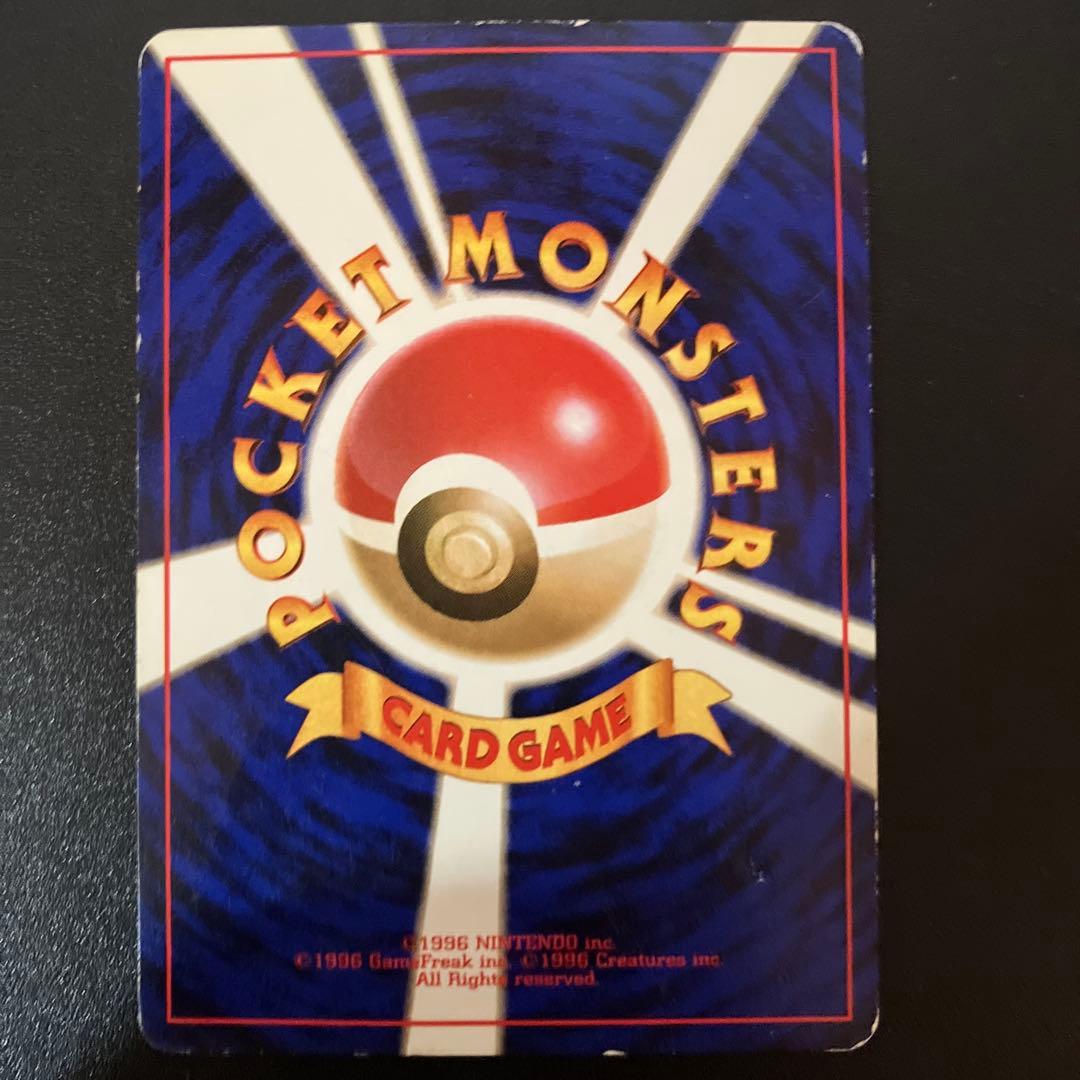 POCKET MONSTERS
CARD GAME
©1996 NINTENDO inc.
©1996 GameFreak inc. ©1996 Creatures inc.
All Rights reserved.